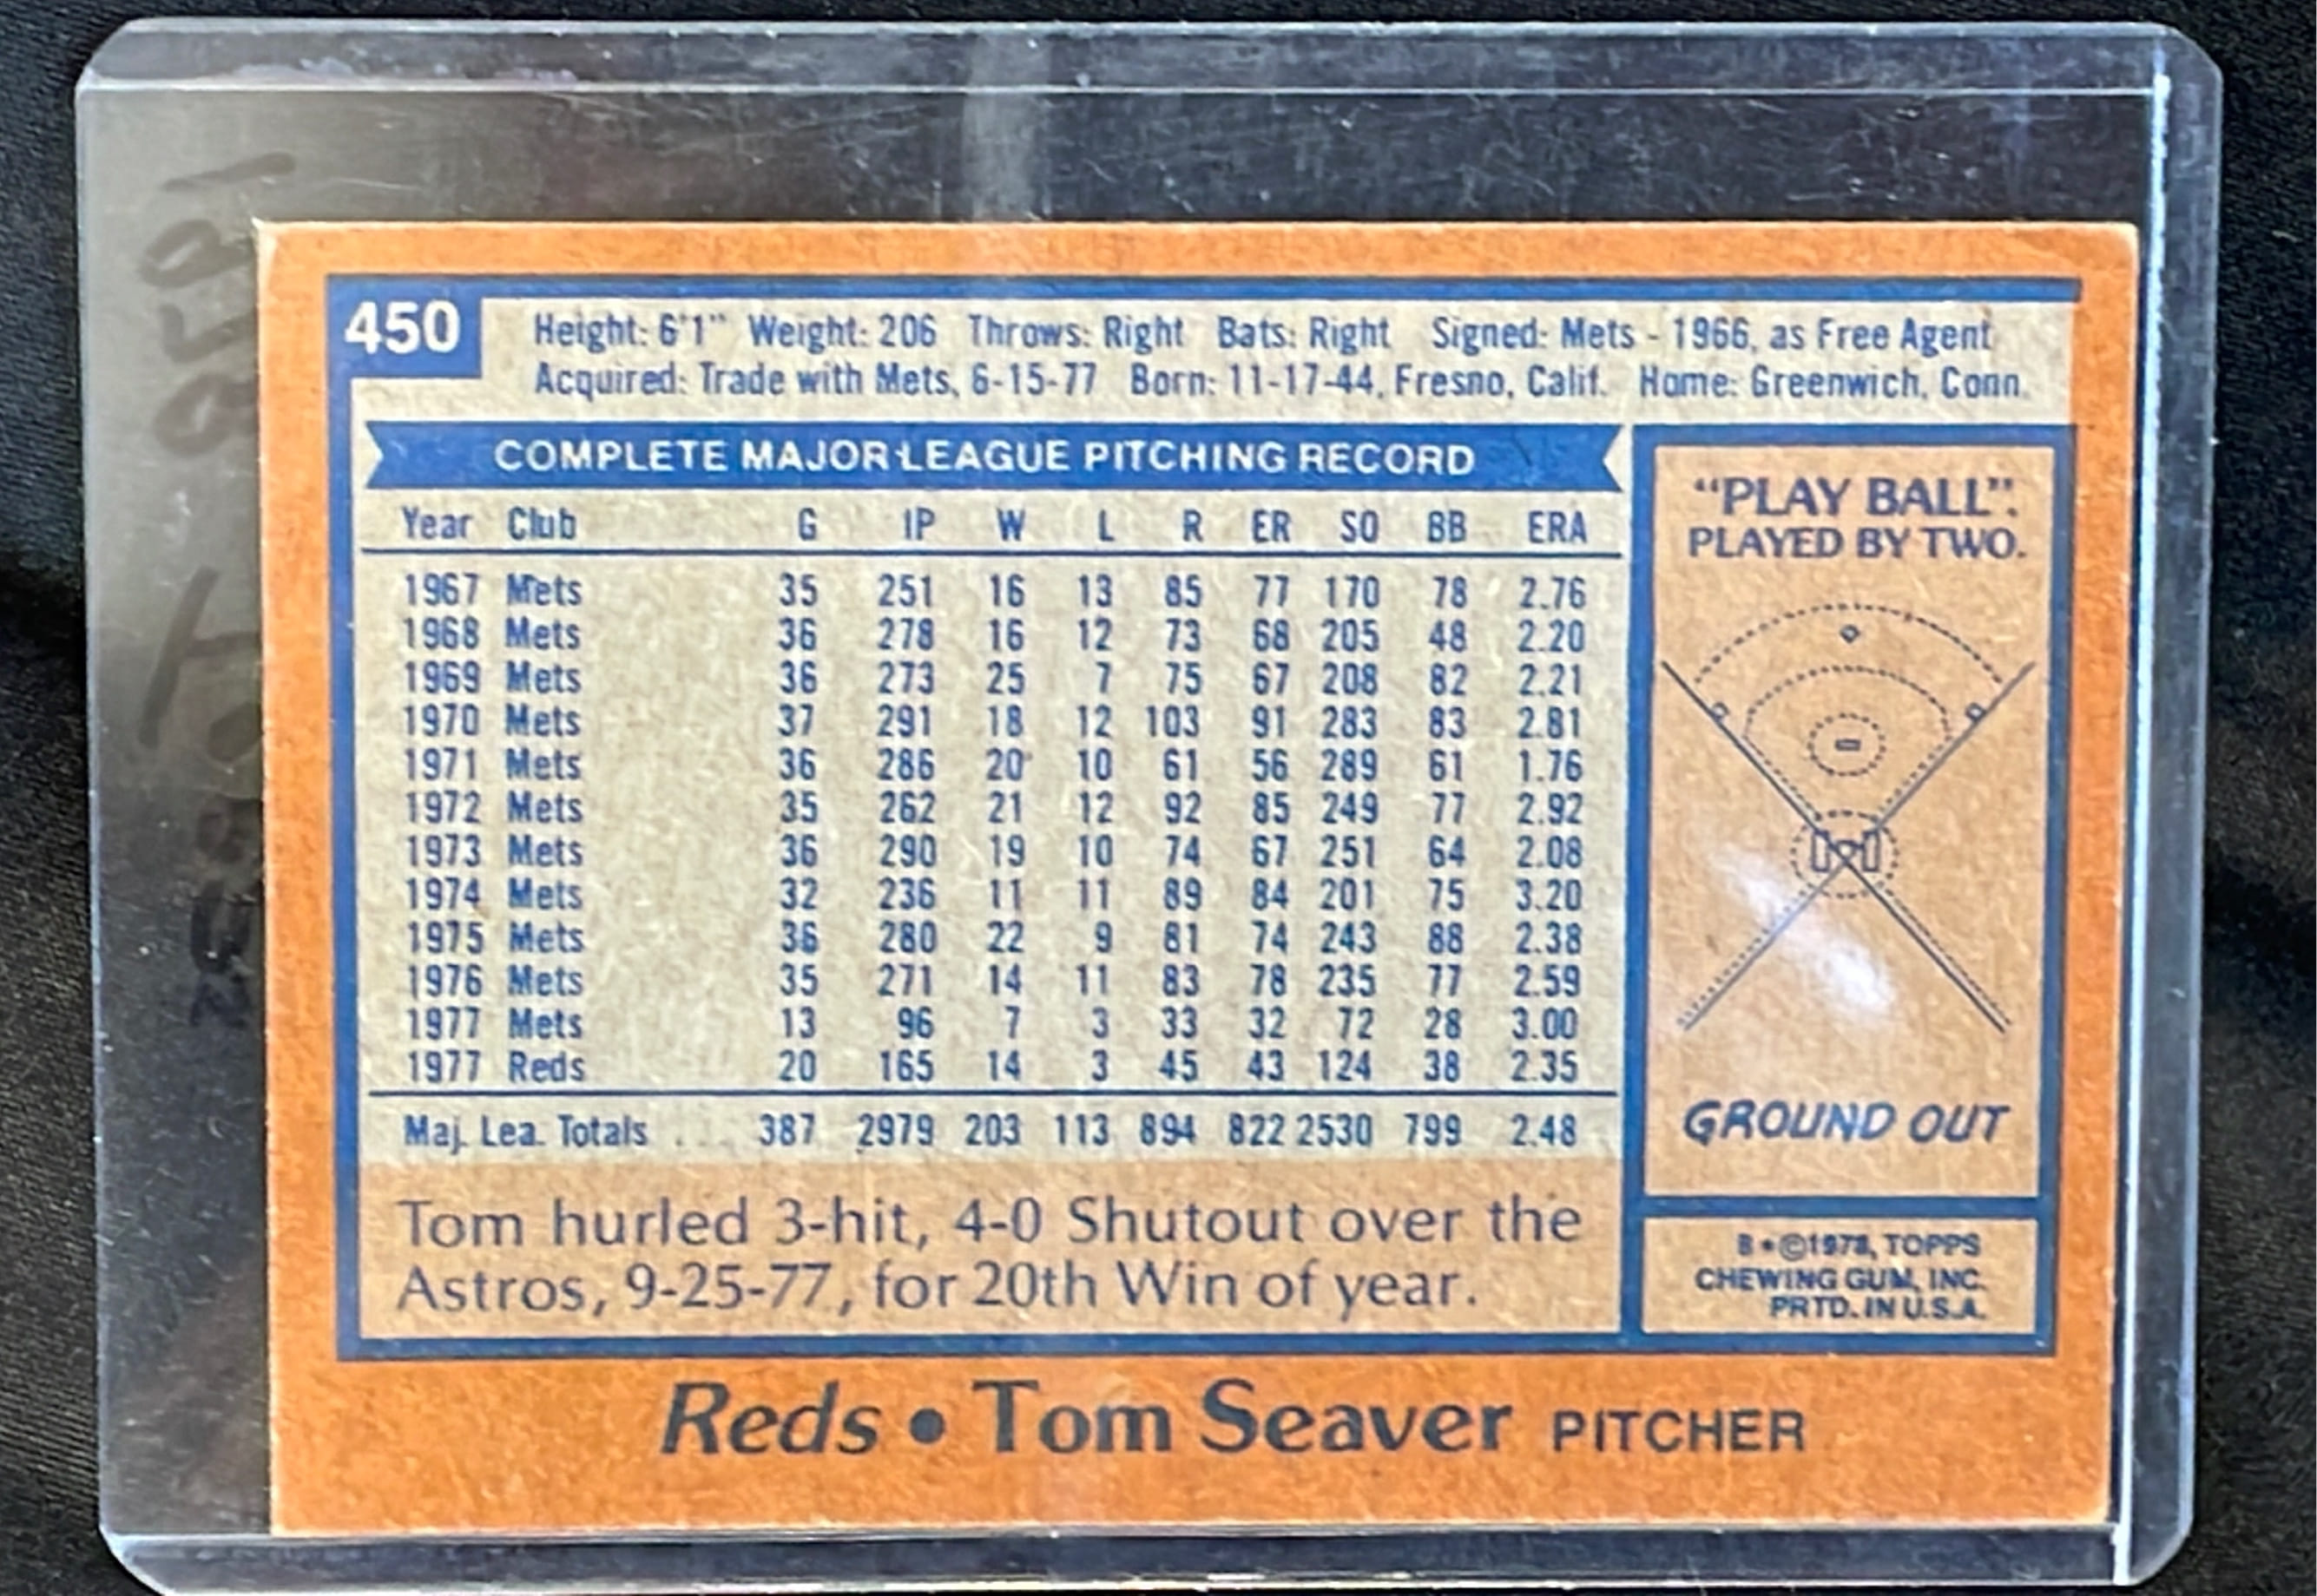 450
Height: 6'1" Weight: 206 Throws: Right Bats: Right Signed: Mets - 1966, as Free Agent
Acquired: Trade with Mets, 6-15-77 Born: 11-17-44, Fresno, Calif. Home: Greenwich, Conn.
COMPLETE MAJOR LEAGUE PITCHING RECORD
Year Club G IP W L R ER SO BB ERA
1967 Mets 35 251 16 13 85 77 170 78 2.76
1968 Mets 36 278 16 12 73 68 205 48 2.20
1969 Mets 36 273 25 7 75 67 208 82 2.21
1970 Mets 37 291 18 12 103 91 283 83 2.81
1971 Mets 36 286 20 10 61 56 289 61 1.76
1972 Mets 35 262 21 12 92 85 249 77 2.92
1973 Mets 36 290 19 10 74 67 251 64 2.08
1974 Mets 32 236 11 11 89 84 201 75 3.20
1975 Mets 36 280 22 9 81 74 243 88 2.38
1976 Mets 35 271 14 11 83 78 235 77 2.59
1977 Mets 13 96 7 3 33 32 72 28 3.00
1977 Reds 20 165 14 3 45 43 124 38 2.35
Maj. Lea. Totals ... 387 2979 203 113 894 822 2530 799 2.48
Tom hurled 3-hit, 4-0 Shutout over the
Astros, 9-25-77, for 20th Win of year.
"PLAY BALL".
PLAYED BY TWO.
GROUND OUT
B * ©1978, TOPPS
CHEWING GUM, INC.
PRTD. IN U.S.A.
Reds • Tom Seaver PITCHER